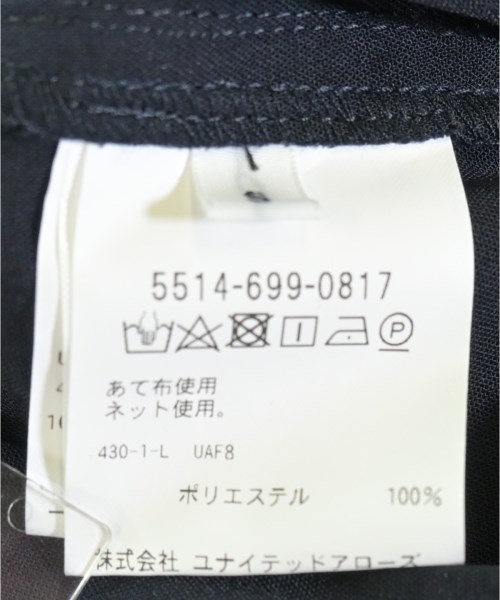 5514-699-0817
P
あて布使用
ネット使用。
430-1-L UAF8
ポリエステル 100%
株式会社 ユナイテッドアローズ